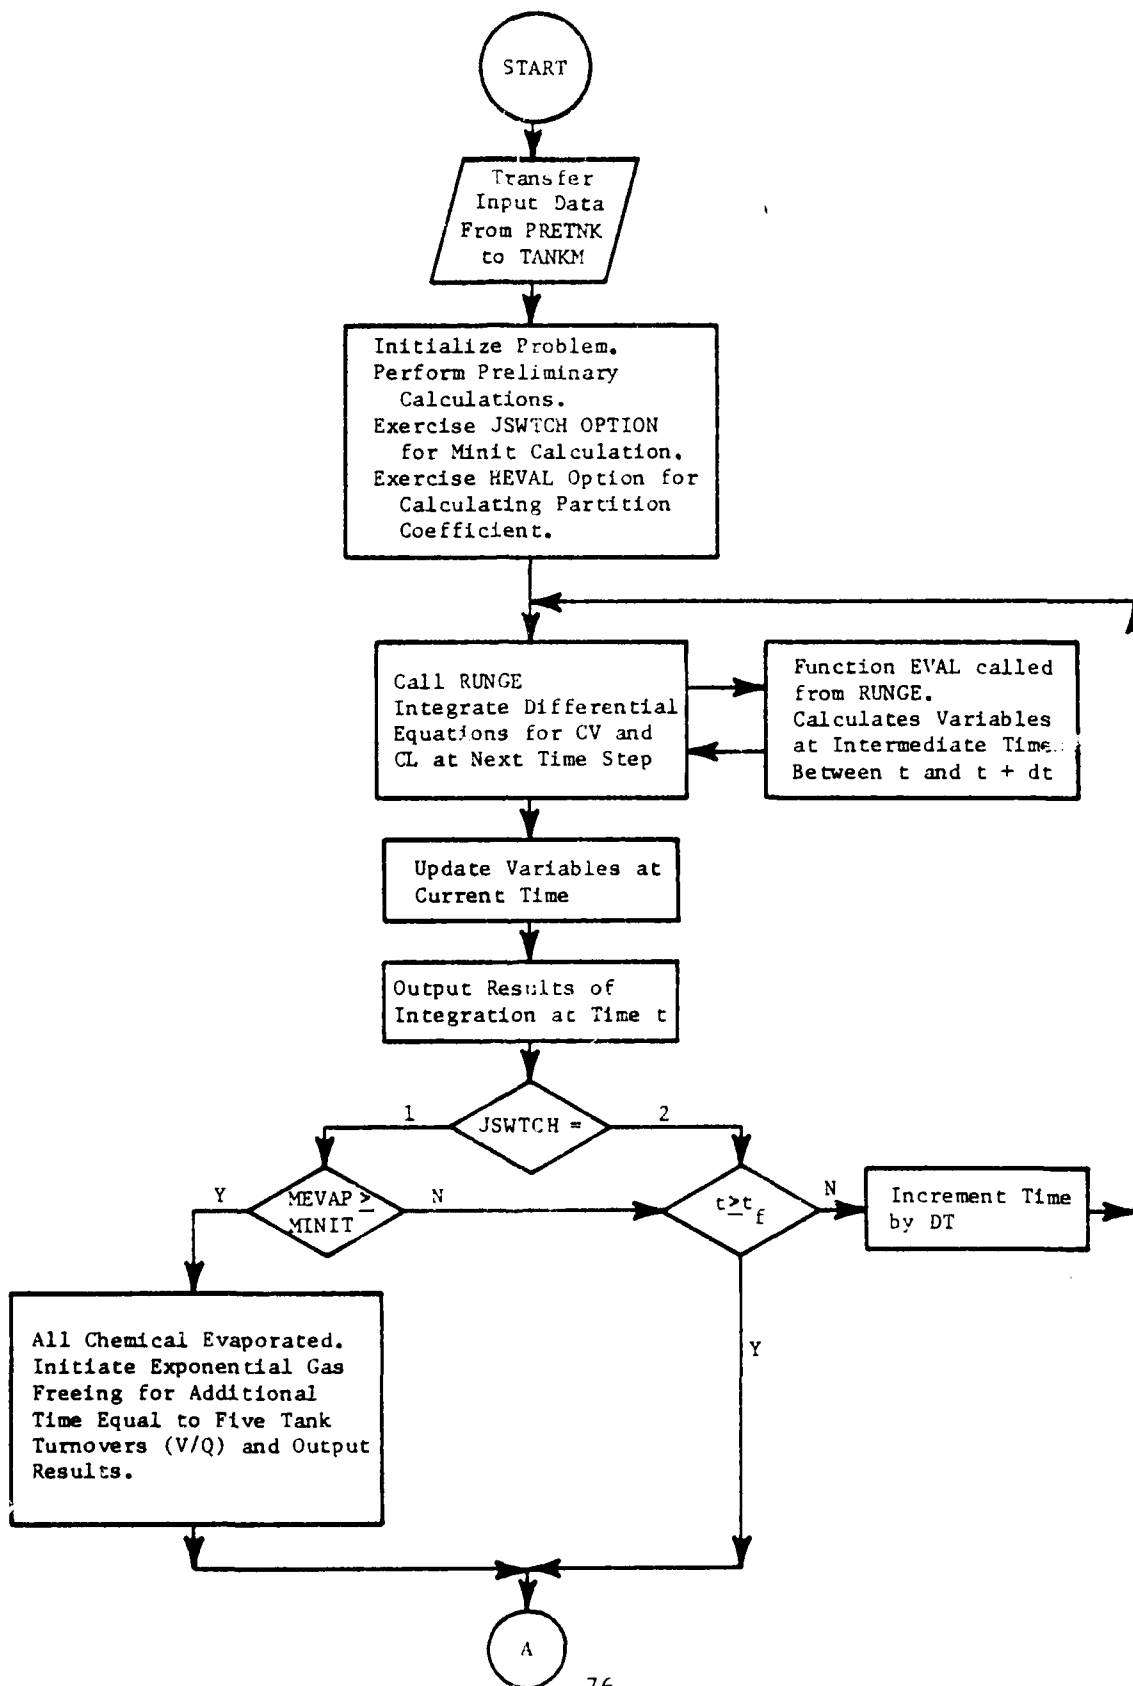 START
Transfer
Input Data
From PRETNK
to TANKM
Initialize Problem.
Perform Preliminary
Calculations.
Exercise JSWTCH OPTION
for Minit Calculation.
Exercise HEVAL Option for
Calculating Partition
Coefficient.
Call RUNGE
Integrate Differential
Equations for CV and
CL at Next Time Step
Function EVAL called
from RUNGE.
Calculates Variables
at Intermediate Time
Between t and t + dt
Update Variables at
Current Time
Output Results of
Integration at Time t
1
JSWTCH =
2
Y
MEVAP ≥
MINIT
N
t≥t_f
N
Increment Time
by DT
Y
All Chemical Evaporated.
Initiate Exponential Gas
Freeing for Additional
Time Equal to Five Tank
Turnovers (V/Q) and Output
Results.
A